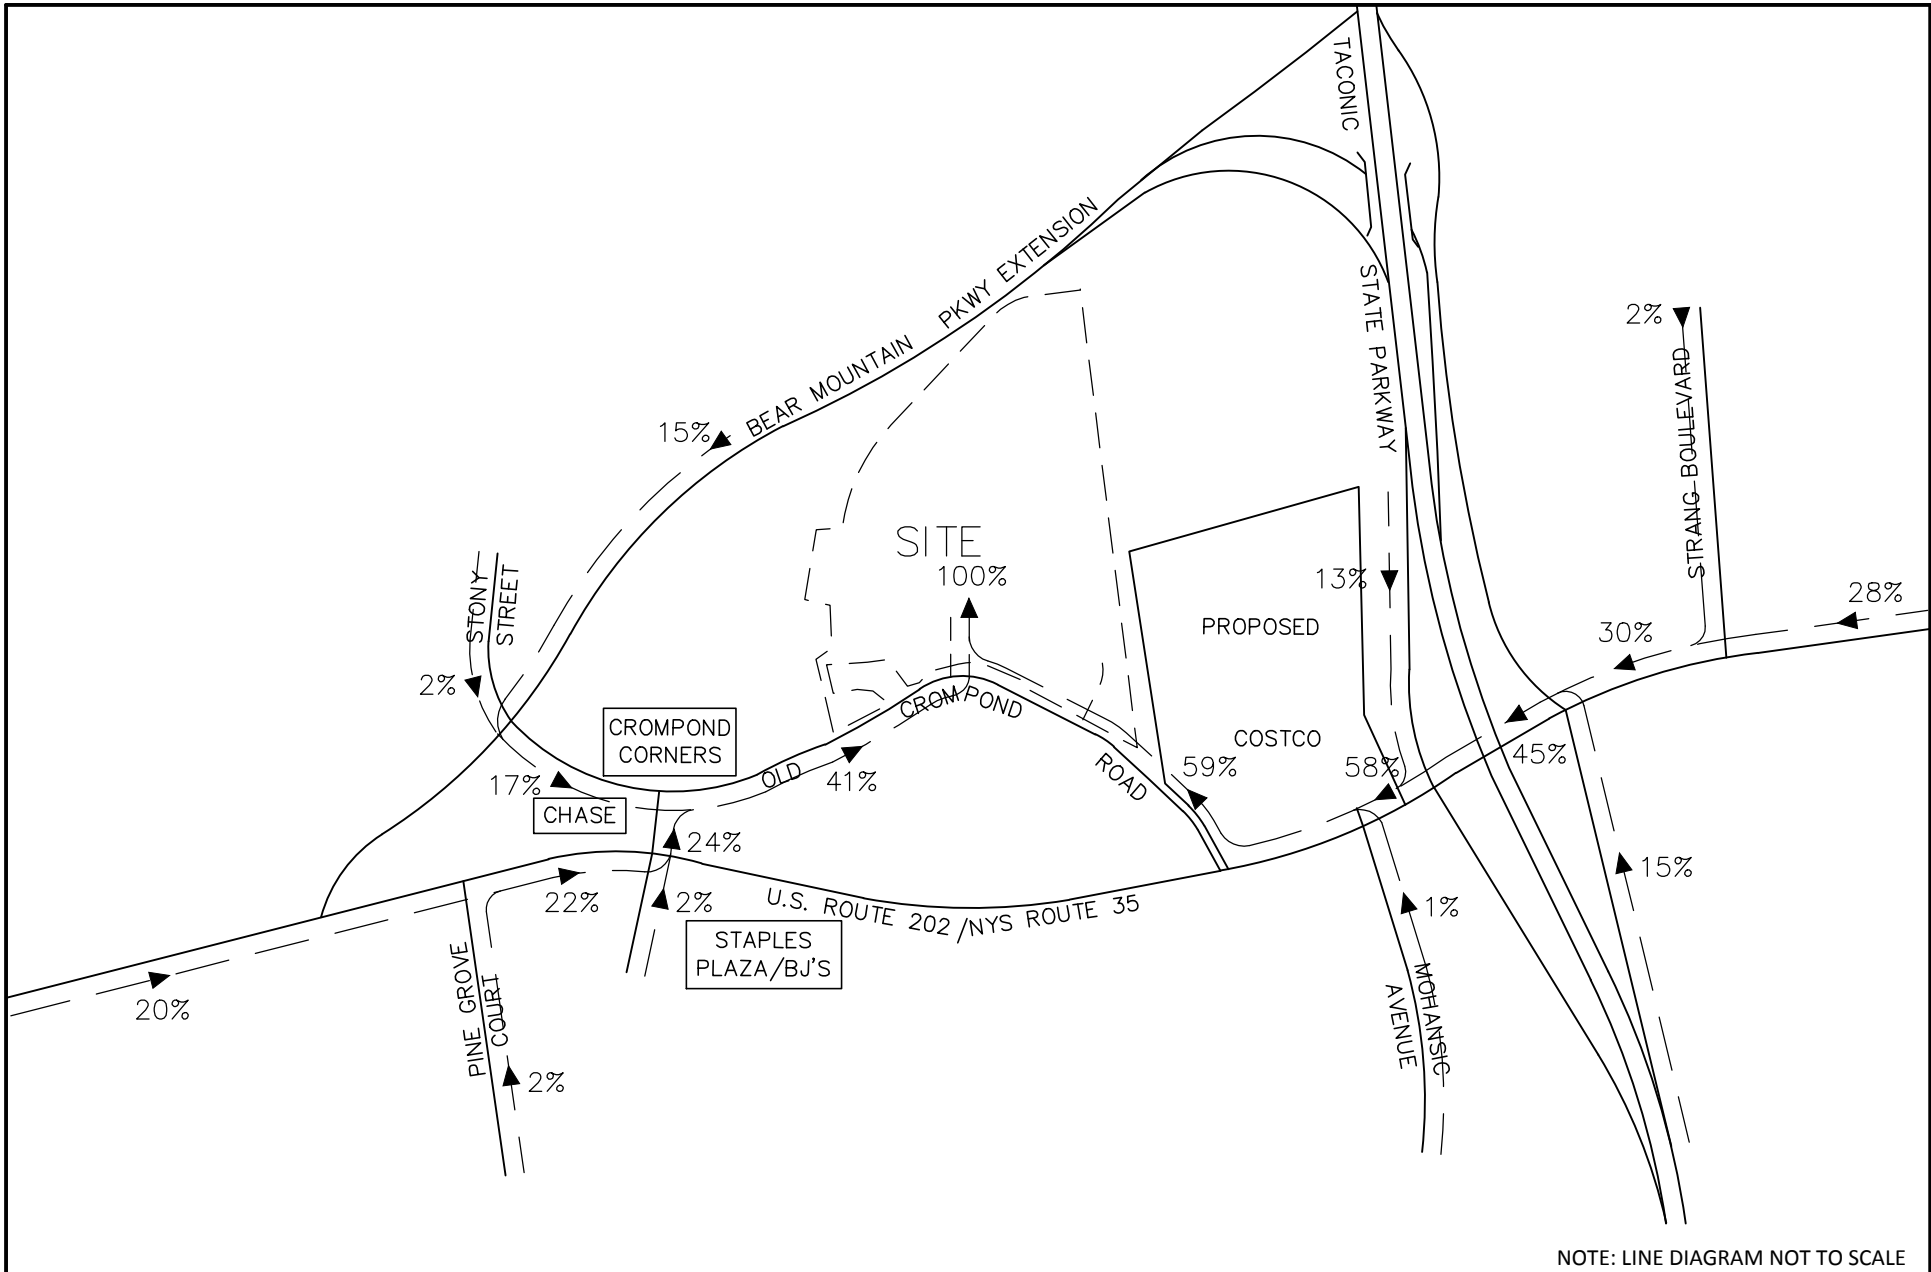 TACONIC
STATE PARKWAY
BEAR MOUNTAIN PKWY EXTENSION
2%
STRANG BOULEVARD
15%
SITE
100%
STONY
STREET
13%
28%
PROPOSED
COSTCO
30%
2%
CROMPOND
CORNERS
OLD
CROMPOND
ROAD
17%
CHASE
41%
59%
58%
45%
24%
22%
2%
U.S. ROUTE 202/NYS ROUTE 35
STAPLES
PLAZA/BJ'S
15%
1%
20%
PINE GROVE
COURT
2%
MOHANSIC
AVENUE
NOTE: LINE DIAGRAM NOT TO SCALE